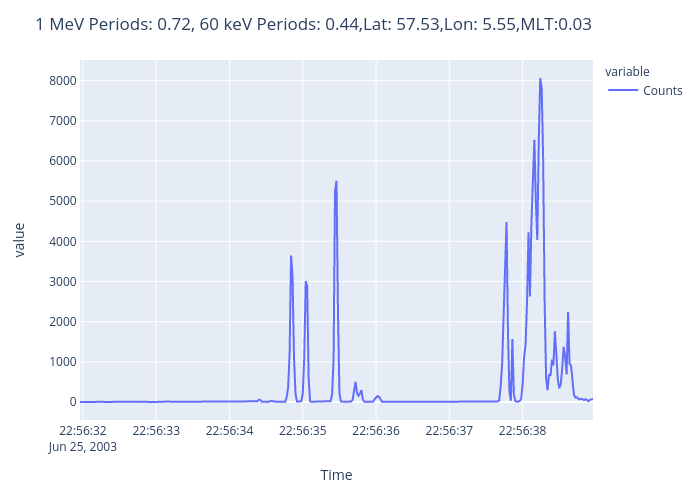 1 MeV Periods: 0.72, 60 keV Periods: 0.44,Lat: 57.53,Lon: 5.55,MLT:0.03
variable
Counts
8000
7000
6000
5000
4000
3000
2000
1000
0
value
22:56:32 22:56:33 22:56:34 22:56:35 22:56:36 22:56:37 22:56:38
Jun 25, 2003
Time